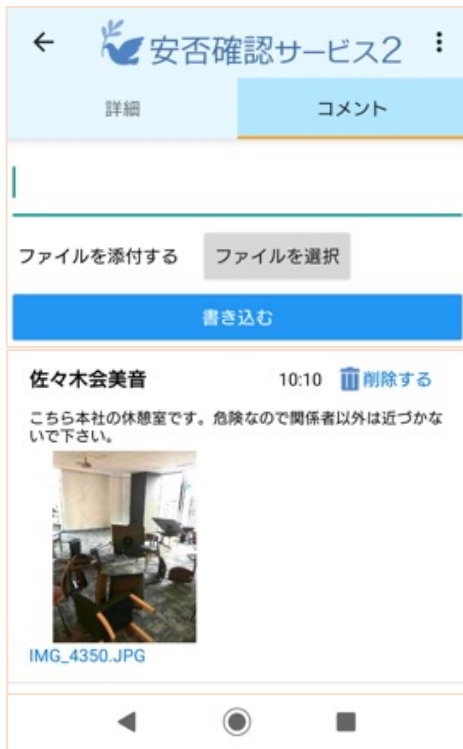 安否確認サービス2
詳細
コメント
ファイルを添付する
ファイルを選択
書き込む
佐々木会美音
10:10
削除する
こちら本社の休憩室です。危険なので関係者以外は近づかな
いで下さい。
IMG_4350.JPG